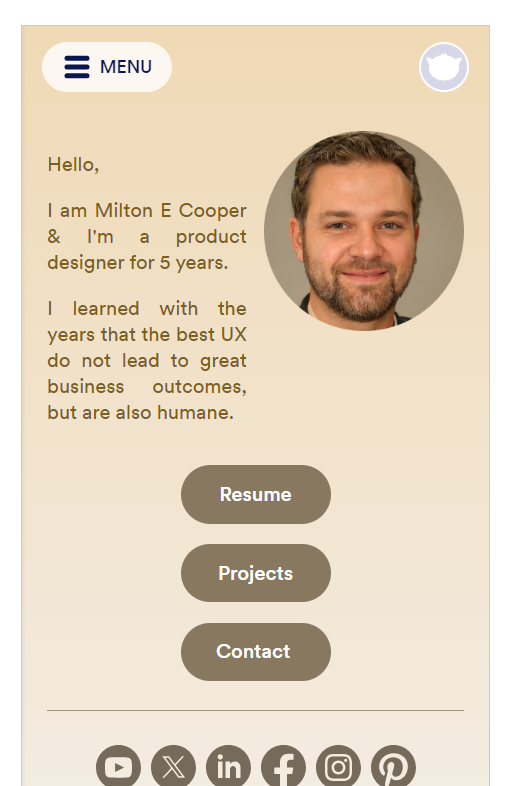 MENU
Hello,
I am Milton E Cooper
& I'm a product
designer for 5 years.
I learned with the
years that the best UX
do not lead to great
business outcomes,
but are also humane.
Resume
Projects
Contact